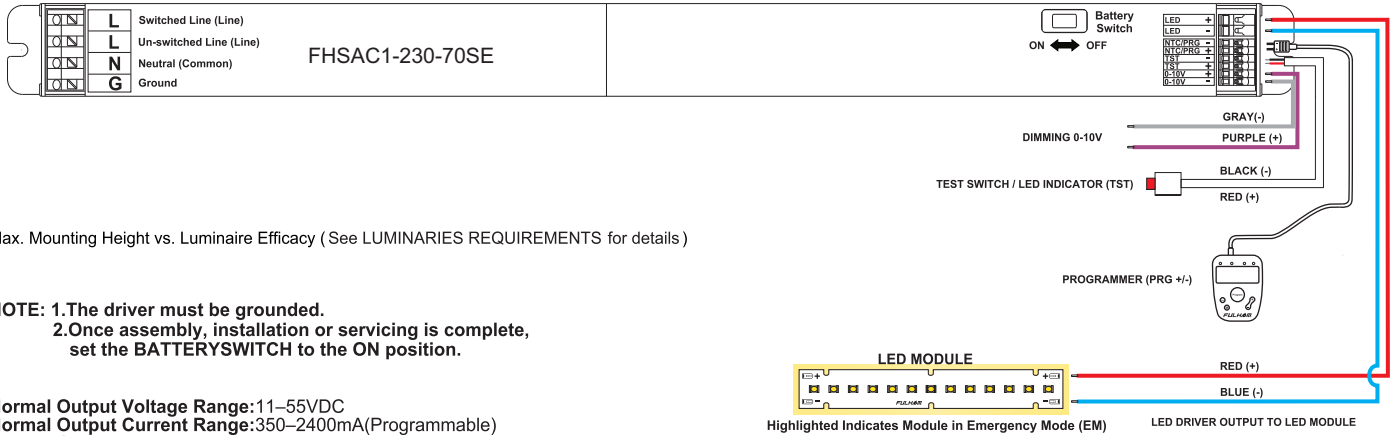 L Switched Line (Line)
L Un-switched Line (Line)
N Neutral (Common)
G Ground
FHSAC1-230-70SE
Battery
Switch
ON OFF
LED +
LED -
NTC/PRG -
NTC/PRG +
TST -
TST +
0-10V +
0-10V -
GRAY(-)
DIMMING 0-10V
PURPLE (+)
BLACK (-)
TEST SWITCH / LED INDICATOR (TST)
RED (+)
ax. Mounting Height vs. Luminaire Efficacy ( See LUMINARIES REQUIREMENTS for details )
PROGRAMMER (PRG +/-)
FULHAM
OTE: 1.The driver must be grounded.
2.Once assembly, installation or servicing is complete,
set the BATTERYSWITCH to the ON position.
LED MODULE
+ +
- -
FULHAM
RED (+)
BLUE (-)
Highlighted Indicates Module in Emergency Mode (EM)
LED DRIVER OUTPUT TO LED MODULE
ormal Output Voltage Range:11–55VDC
ormal Output Current Range:350–2400mA(Programmable)